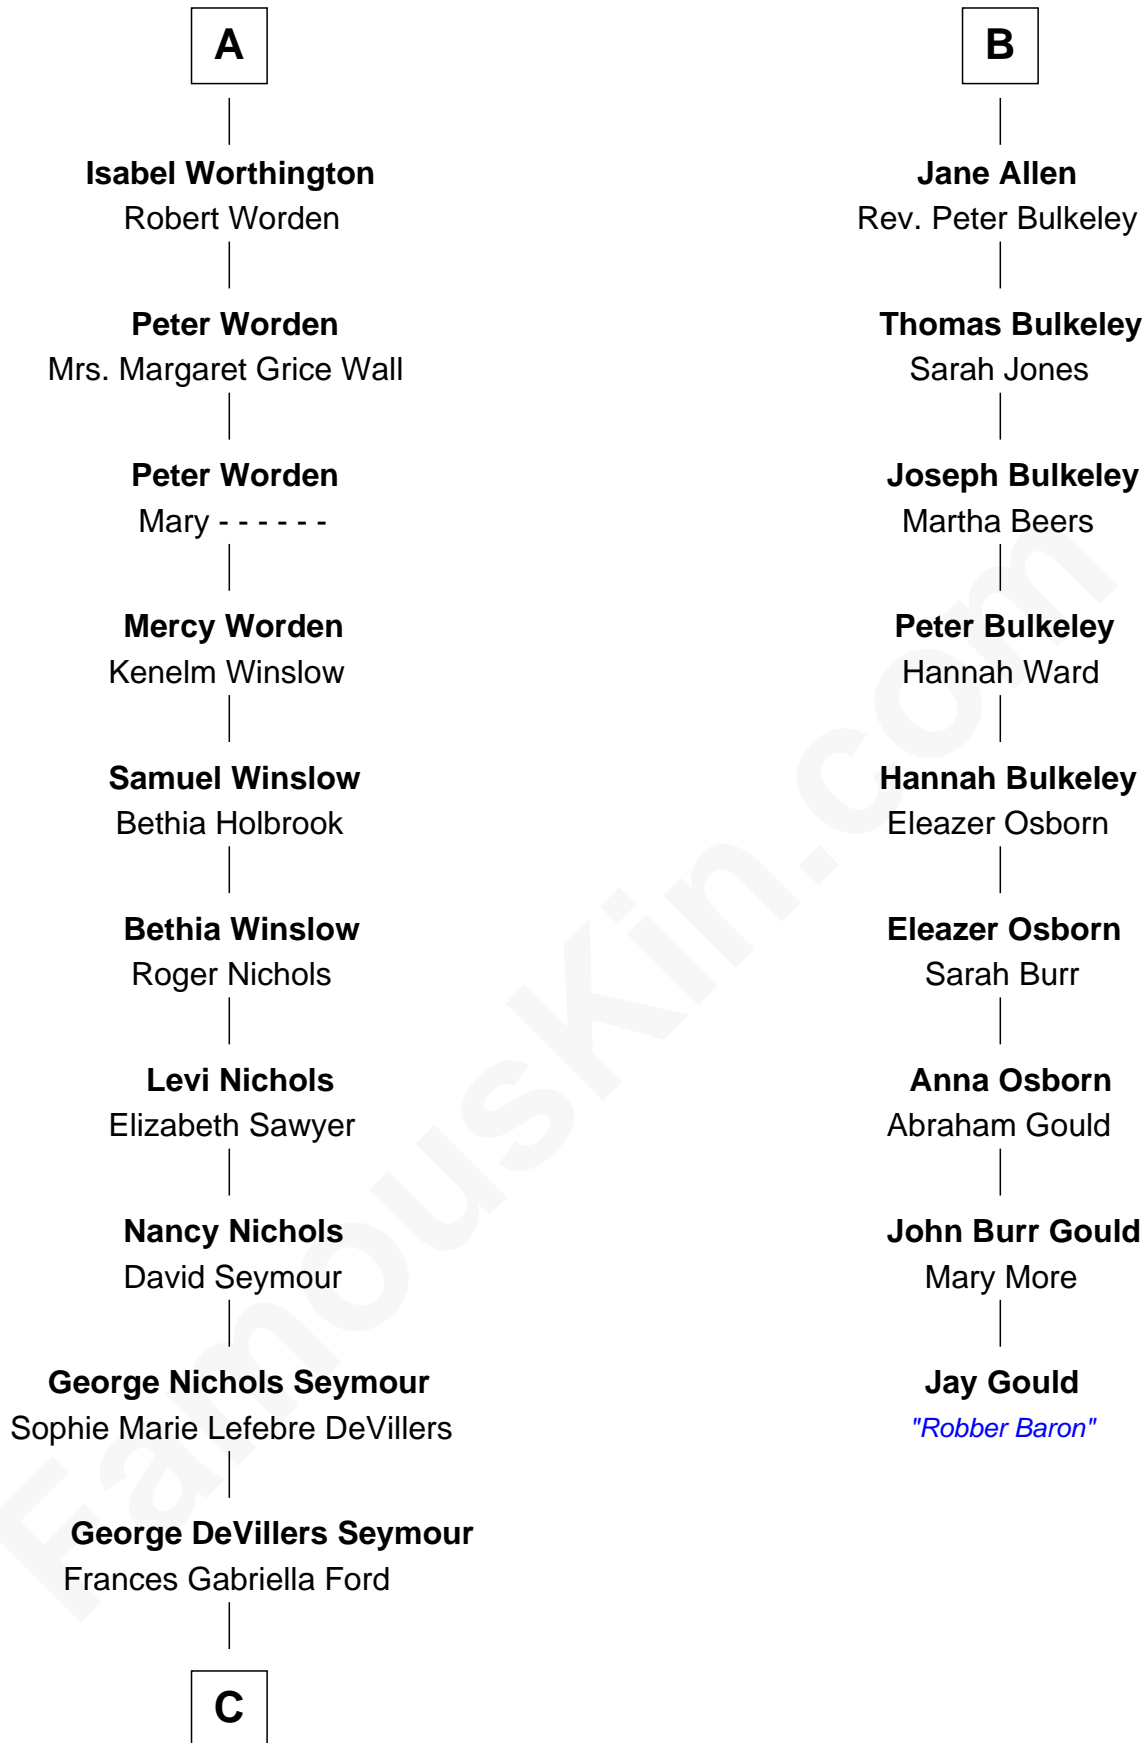 A
Isabel Worthington
Robert Worden
Peter Worden
Mrs. Margaret Grice Wall
Peter Worden
Mary - - - - - -
Mercy Worden
Kenelm Winslow
Samuel Winslow
Bethia Holbrook
Bethia Winslow
Roger Nichols
Levi Nichols
Elizabeth Sawyer
Nancy Nichols
David Seymour
George Nichols Seymour
Sophie Marie Lefebre DeVillers
George DeVillers Seymour
Frances Gabriella Ford
C
B
Jane Allen
Rev. Peter Bulkeley
Thomas Bulkeley
Sarah Jones
Joseph Bulkeley
Martha Beers
Peter Bulkeley
Hannah Ward
Hannah Bulkeley
Eleazer Osborn
Eleazer Osborn
Sarah Burr
Anna Osborn
Abraham Gould
John Burr Gould
Mary More
Jay Gould
"Robber Baron"
FamousKin.com